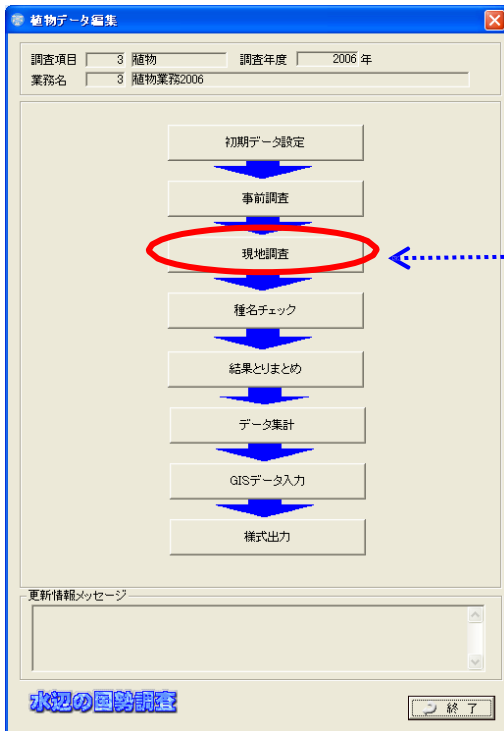 植物データ編集
調査項目 3 植物 調査年度 2006 年
業務名 3 植物業務2006
初期データ設定
事前調査
現地調査
種名チェック
結果とりまとめ
データ集計
GISデータ入力
様式出力
更新情報メッセージ
水辺の国勢調査
終 了